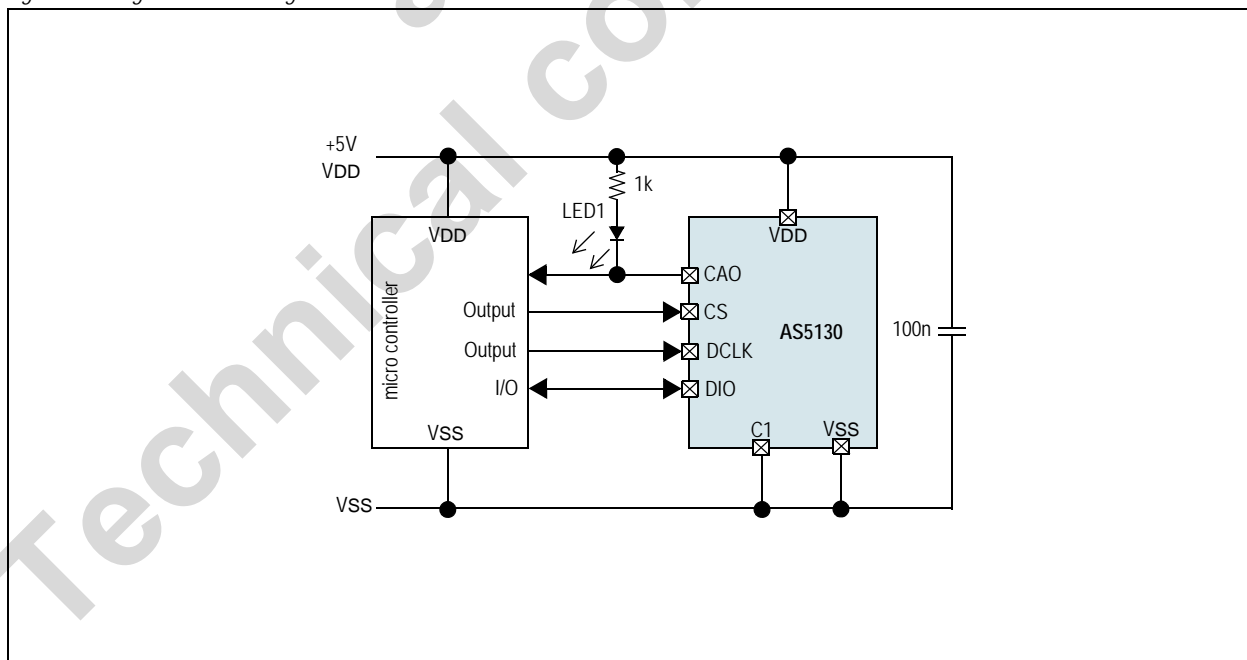 +5V
VDD
1k
LED1
VDD
VDD
CAO
micro controller
Output
CS
AS5130
100n
Output
DCLK
I/O
DIO
VSS
C1
VSS
VSS
Technical co